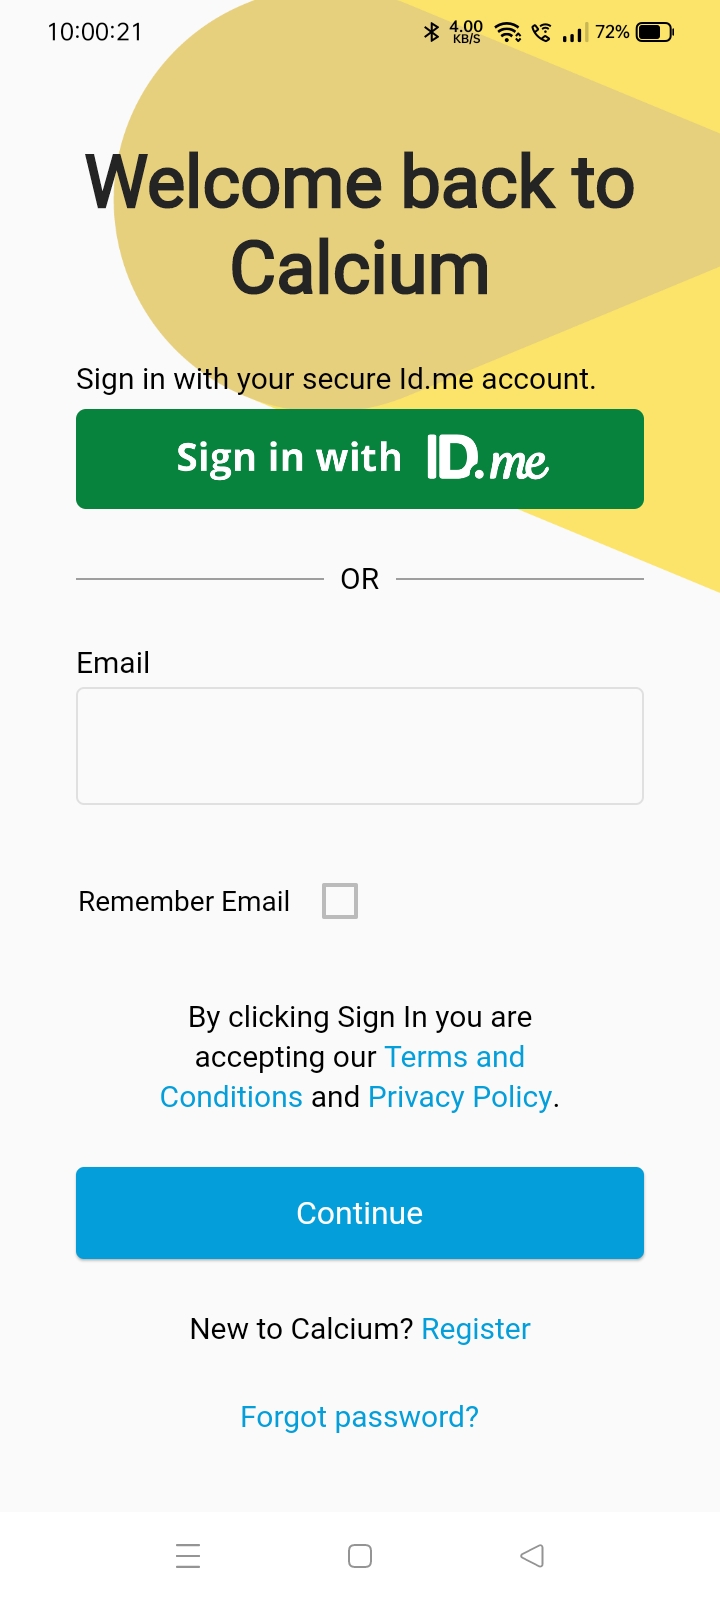 10:00:21 4.00 KB/S 72%
Welcome back to
Calcium
Sign in with your secure Id.me account.
Sign in with ID.me
OR
Email
Remember Email
By clicking Sign In you are
accepting our Terms and
Conditions and Privacy Policy.
Continue
New to Calcium? Register
Forgot password?